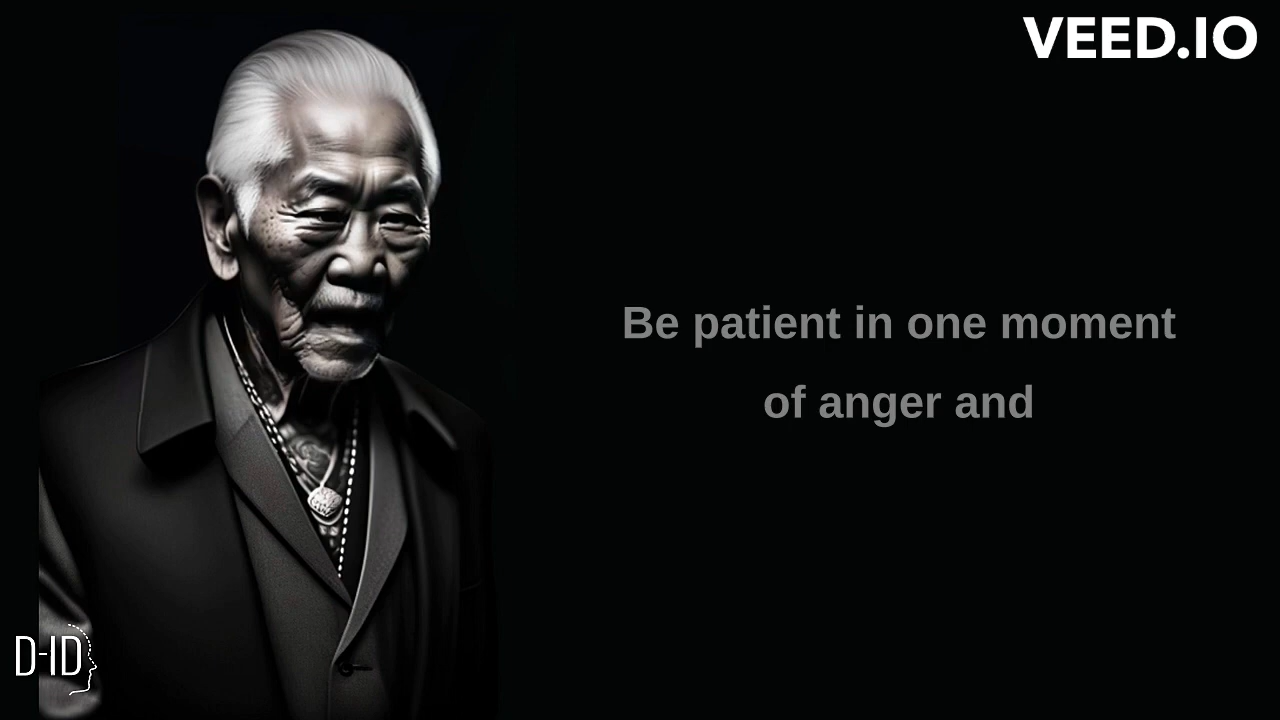 VEED.IO
Be patient in one moment
of anger and
D-ID